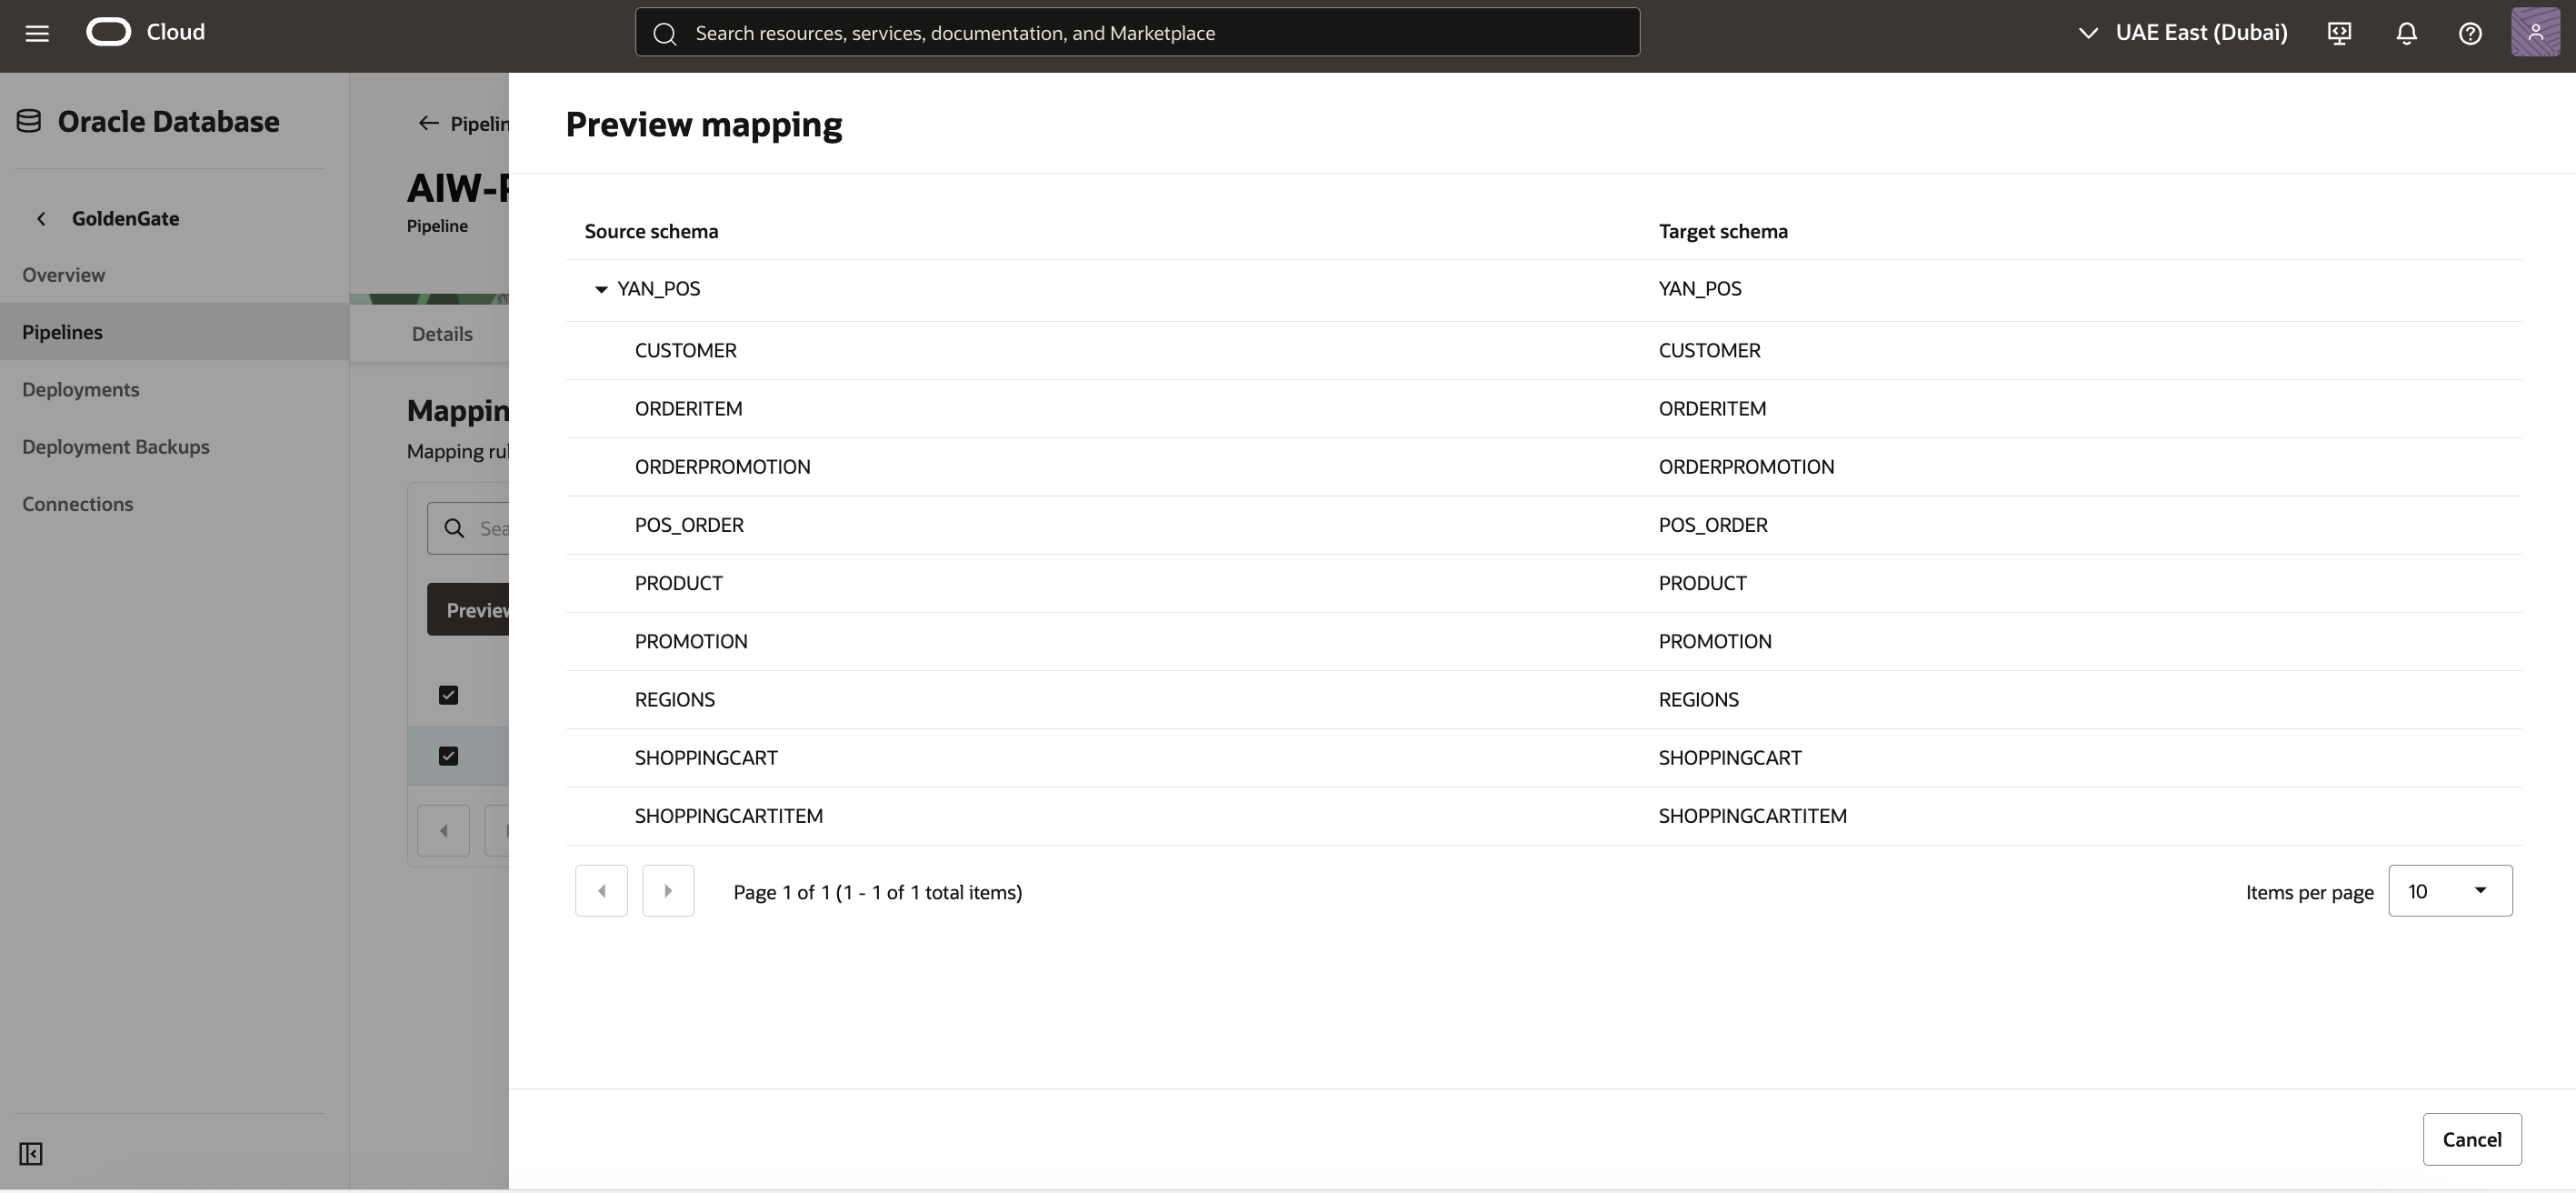 Cloud
Search resources, services, documentation, and Marketplace
UAE East (Dubai)
Oracle Database
GoldenGate
Overview
Pipelines
Deployments
Deployment Backups
Connections
Pipelin
AIW-
Pipeline
Details
Mappin
Mapping rul
Sea
Preview
Preview mapping
Source schema Target schema
YAN_POS YAN_POS
CUSTOMER CUSTOMER
ORDERITEM ORDERITEM
ORDERPROMOTION ORDERPROMOTION
POS_ORDER POS_ORDER
PRODUCT PRODUCT
PROMOTION PROMOTION
REGIONS REGIONS
SHOPPINGCART SHOPPINGCART
SHOPPINGCARTITEM SHOPPINGCARTITEM
Page 1 of 1 (1 - 1 of 1 total items)
Items per page 10
Cancel